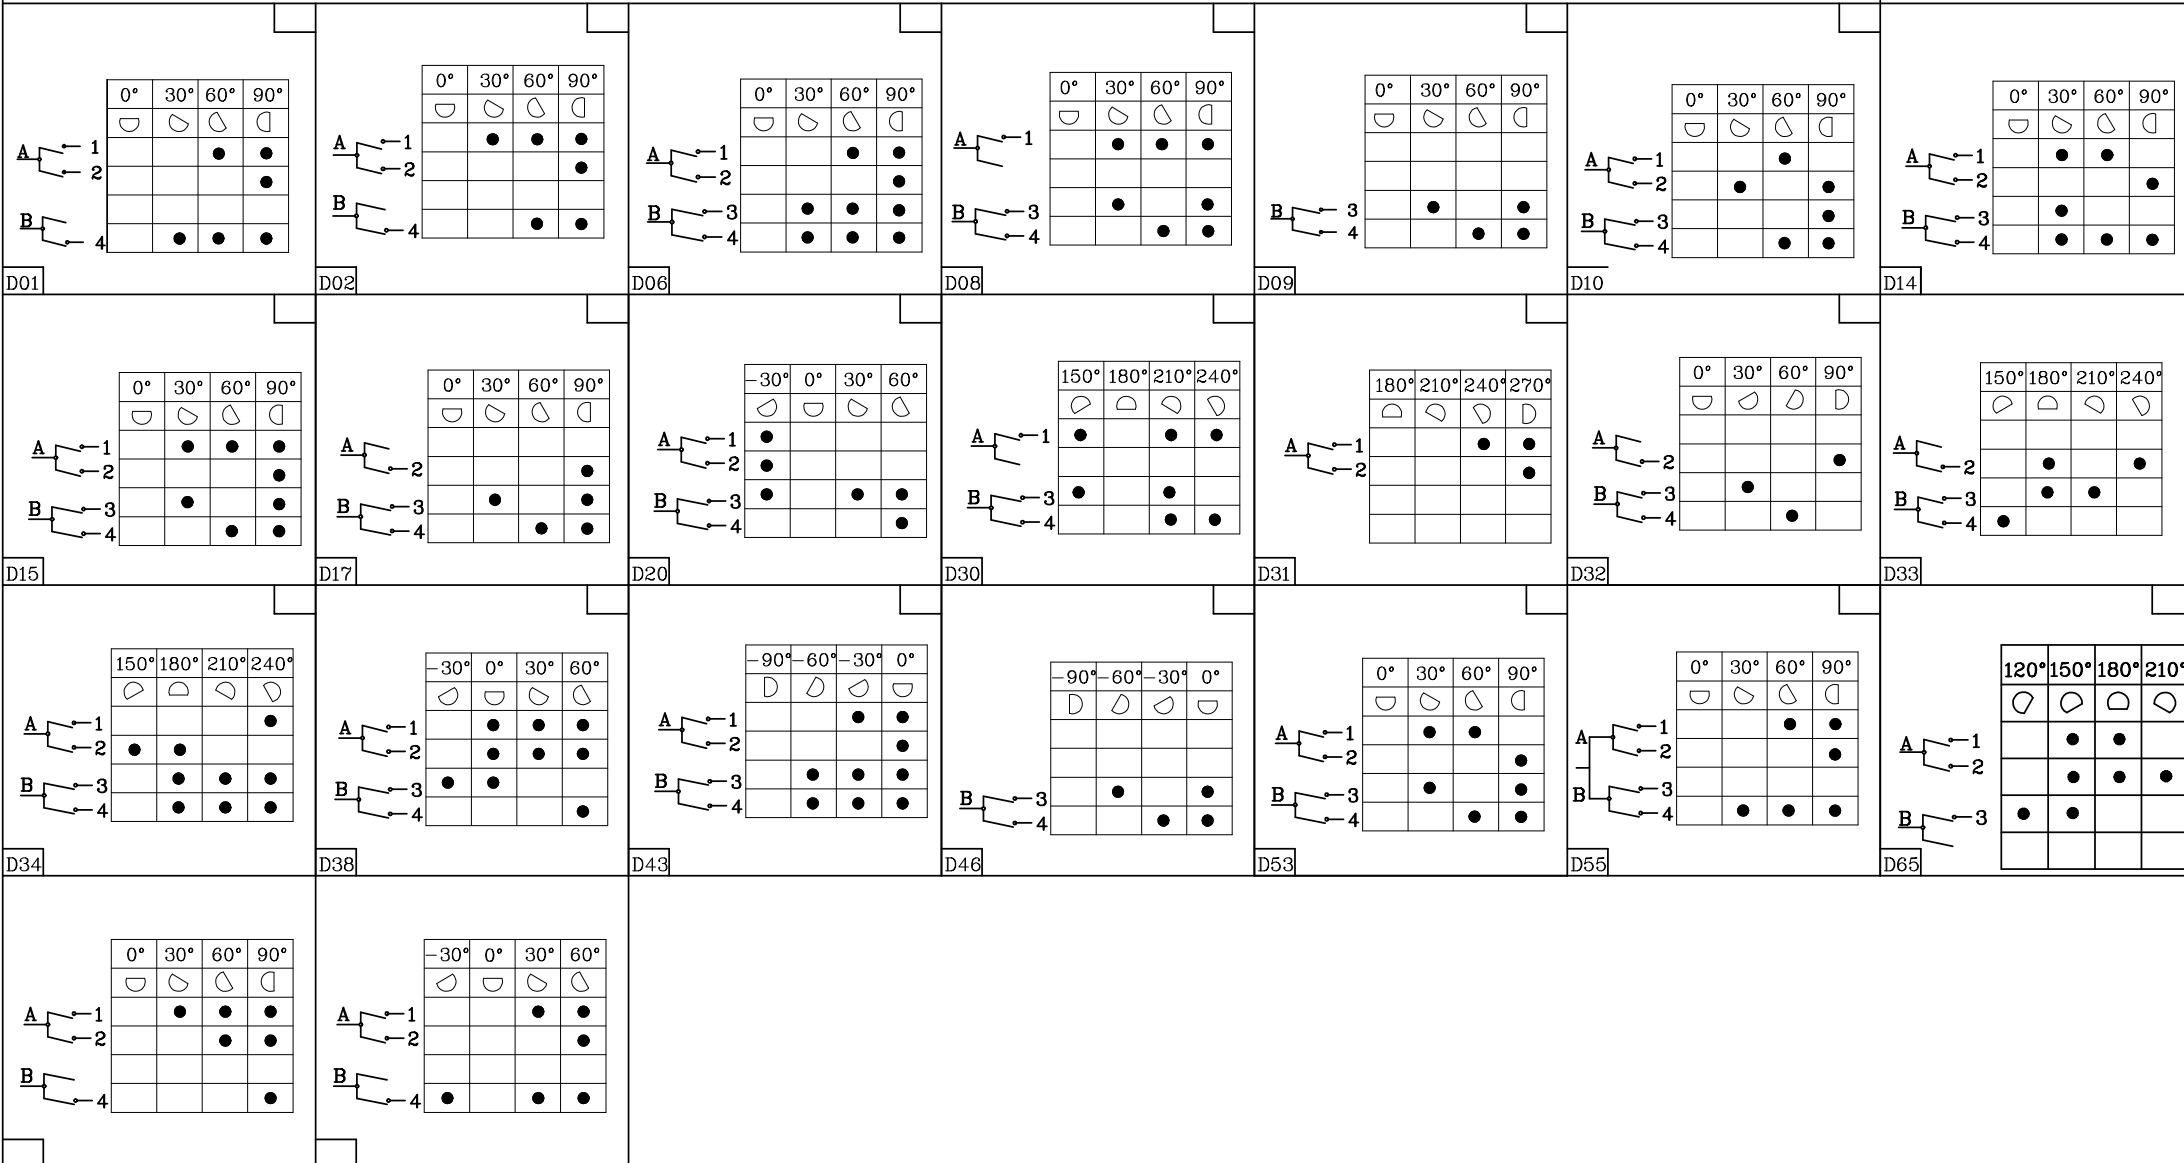 0° 30° 60° 90°
A 1
2
B
4
D01
0° 30° 60° 90°
A 1
2
B
4
D02
0° 30° 60° 90°
A 1
2
B 3
4
D06
0° 30° 60° 90°
A 1
B 3
4
D08
0° 30° 60° 90°
B 3
4
D09
0° 30° 60° 90°
A 1
2
B 3
4
D10
0° 30° 60° 90°
A 1
2
B 3
4
D14
0° 30° 60° 90°
A 1
2
B 3
4
D15
0° 30° 60° 90°
A
2
B 3
4
D17
-30° 0° 30° 60°
A 1
2
B 3
4
D20
150° 180° 210° 240°
A 1
B 3
4
D30
180° 210° 240° 270°
A 1
2
D31
0° 30° 60° 90°
A
2
B 3
4
D32
150° 180° 210° 240°
A
2
B 3
4
D33
150° 180° 210° 240°
A 1
2
B 3
4
D34
-30° 0° 30° 60°
A 1
2
B 3
4
D38
-90° -60° -30° 0°
A 1
2
B 3
4
D43
-90° -60° -30° 0°
B 3
4
D46
0° 30° 60° 90°
A 1
2
B 3
4
D53
0° 30° 60° 90°
A 1
2
B 3
4
D55
120° 150° 180° 210°
A 1
2
B 3
D65
0° 30° 60° 90°
A 1
2
B
4
-30° 0° 30° 60°
A 1
2
B
4